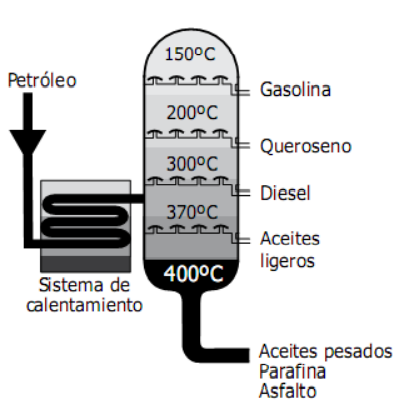 150ºC
Petróleo
Gasolina
200ºC
Queroseno
300ºC
Diesel
370ºC
Aceites
ligeros
400ºC
Sistema de
calentamiento
Aceites pesados
Parafina
Asfalto